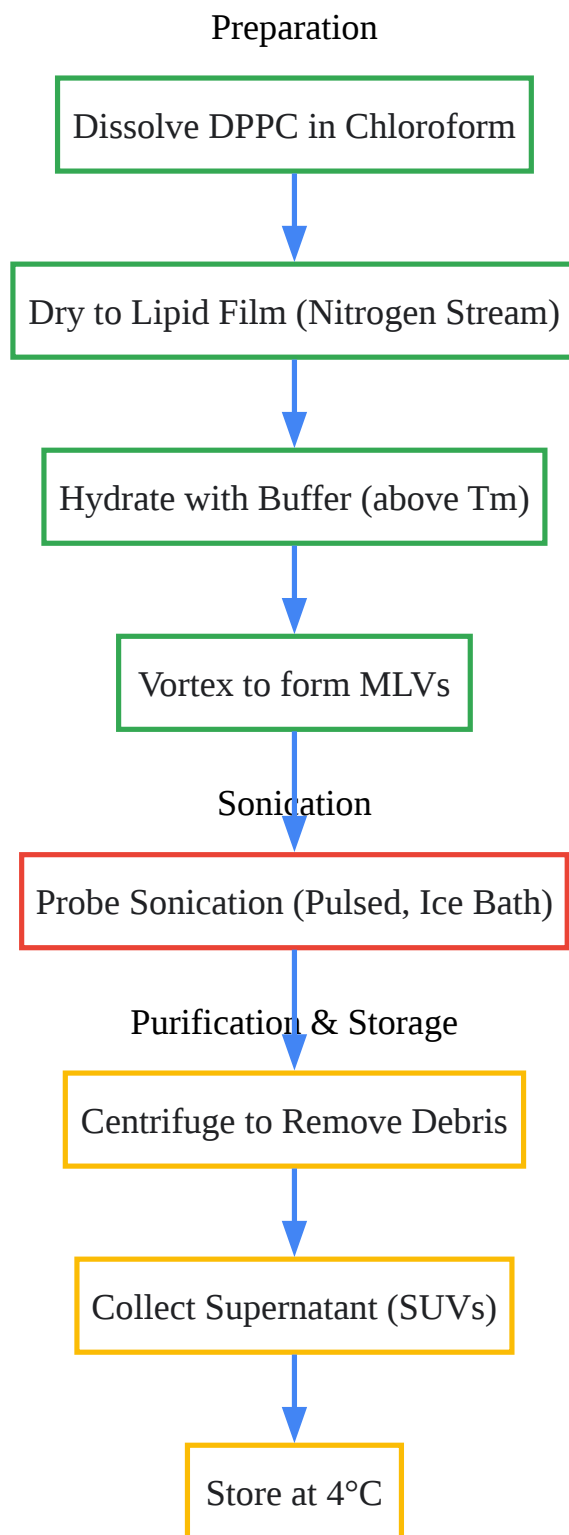 Preparation
Dissolve DPPC in Chloroform
Dry to Lipid Film (Nitrogen Stream)
Hydrate with Buffer (above Tm)
Vortex to form MLVs
Sonication
Probe Sonication (Pulsed, Ice Bath)
Purification & Storage
Centrifuge to Remove Debris
Collect Supernatant (SUVs)
Store at 4°C